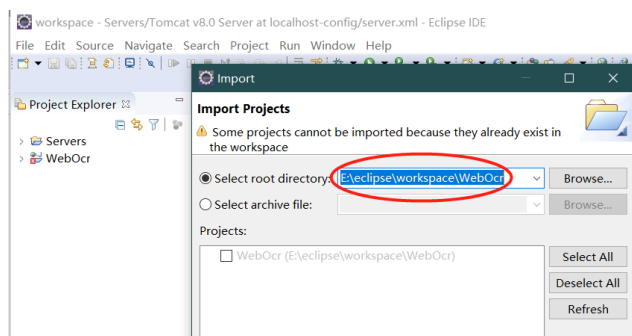 workspace - Servers/Tomcat v8.0 Server at localhost-config/server.xml - Eclipse IDE
File Edit Source Navigate Search Project Run Window Help
Import
Project Explorer
Import Projects
Some projects cannot be imported because they already exist in
the workspace
Servers
WebOcr
Select root directory: E:\eclipse\workspace\WebOcr Browse...
Select archive file: Browse...
Projects:
WebOcr (E:\eclipse\workspace\WebOcr)
Select All
Deselect All
Refresh